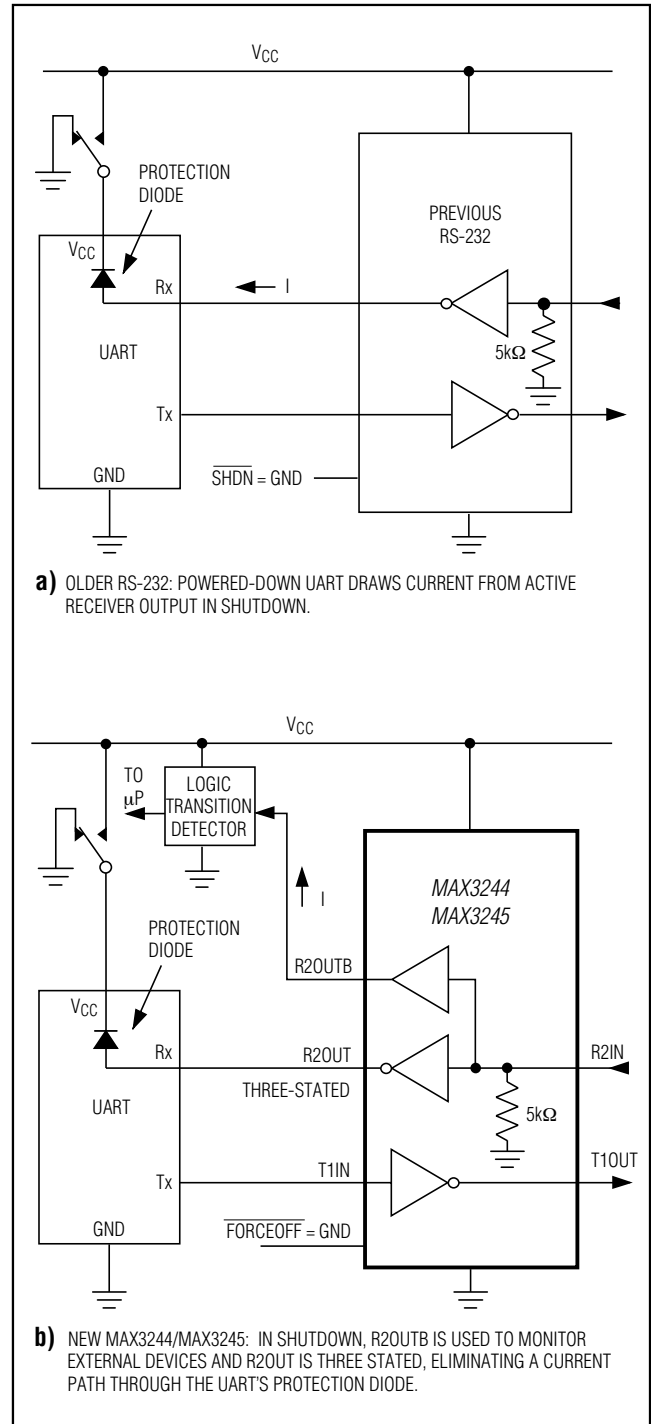 VCC
PROTECTION
DIODE
PREVIOUS
RS-232
VCC
Rx
I
UART
5kΩ
Tx
GND
SHDN = GND
a) OLDER RS-232: POWERED-DOWN UART DRAWS CURRENT FROM ACTIVE
RECEIVER OUTPUT IN SHUTDOWN.
VCC
TO
µP
LOGIC
TRANSITION
DETECTOR
MAX3244
MAX3245
I
PROTECTION
DIODE
R2OUTB
VCC
Rx
R2OUT
R2IN
THREE-STATED
UART
5kΩ
Tx
T1IN
T1OUT
GND
FORCEOFF = GND
b) NEW MAX3244/MAX3245: IN SHUTDOWN, R2OUTB IS USED TO MONITOR
EXTERNAL DEVICES AND R2OUT IS THREE STATED, ELIMINATING A CURRENT
PATH THROUGH THE UART'S PROTECTION DIODE.